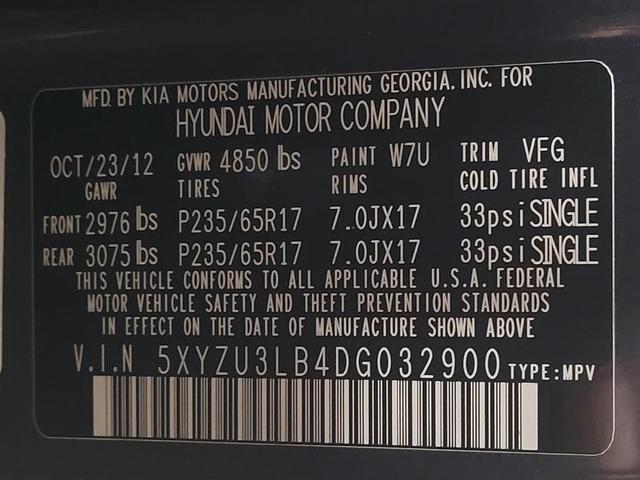 MFD. BY KIA MOTORS MANUFACTURING GEORGIA. INC. FOR
HYUNDAI MOTOR COMPANY
OCT/23/12 GVWR 4850 lbs PAINT W7U TRIM VFG
GAWR TIRES RIMS COLD TIRE INFL
FRONT 2976 lbs P235/65R17 7.0JX17 33psi SINGLE
REAR 3075 lbs P235/65R17 7.0JX17 33psi SINGLE
THIS VEHICLE CONFORMS TO ALL APPLICABLE U.S.A. FEDERAL
MOTOR VEHICLE SAFETY AND THEFT PREVENTION STANDARDS
IN EFFECT ON THE DATE OF MANUFACTURE SHOWN ABOVE
V.I.N 5XYZU3LB4DG032900 TYPE:MPV